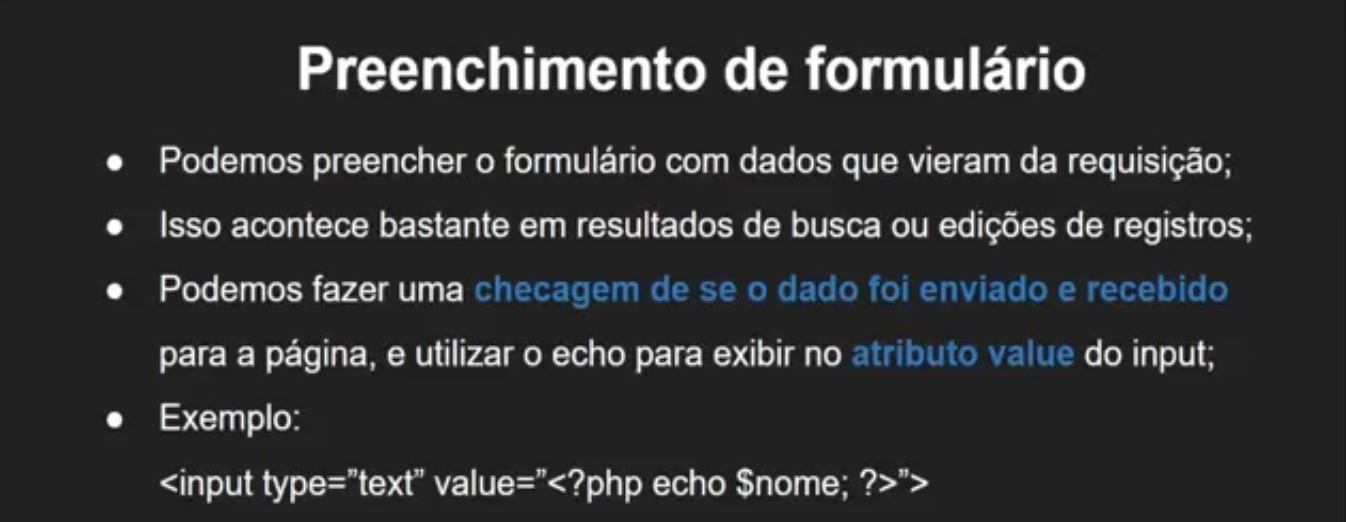 Preenchimento de formulário
● Podemos preencher o formulário com dados que vieram da requisição;
● Isso acontece bastante em resultados de busca ou edições de registros;
● Podemos fazer uma checagem de se o dado foi enviado e recebido
para a página, e utilizar o echo para exibir no atributo value do input;
● Exemplo:
<input type=”text” value=”<?php echo $nome; ?>”>